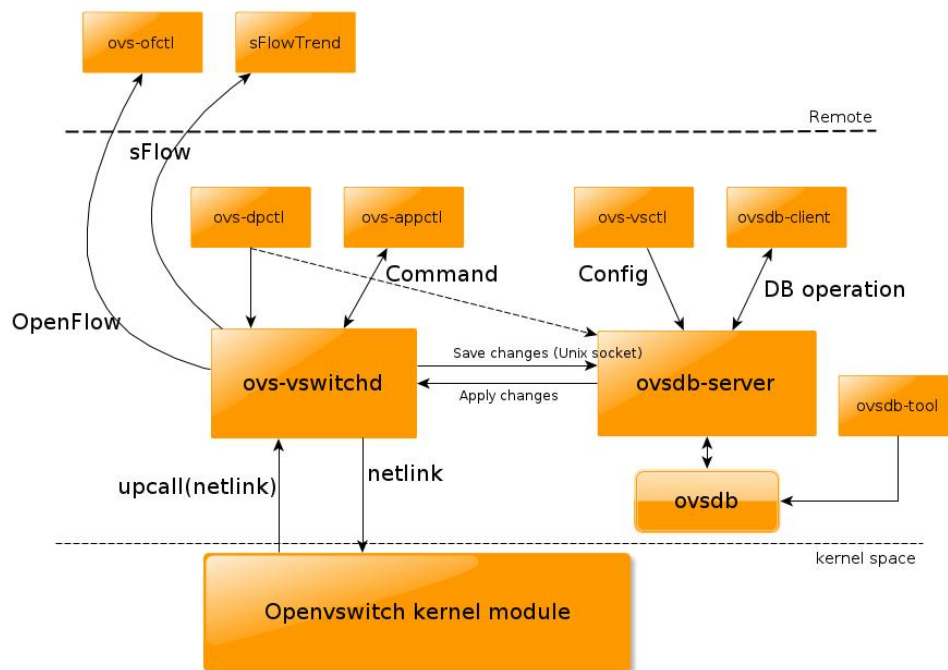 ovs-ofctl
sFlowTrend
Remote
sFlow
ovs-dpctl
ovs-appctl
ovs-vsctl
ovsdb-client
Command
Config
DB operation
OpenFlow
ovs-vswitchd
Save changes (Unix socket)
Apply changes
ovsdb-server
ovsdb-tool
upcall(netlink)
netlink
ovsdb
kernel space
Openvswitch kernel module